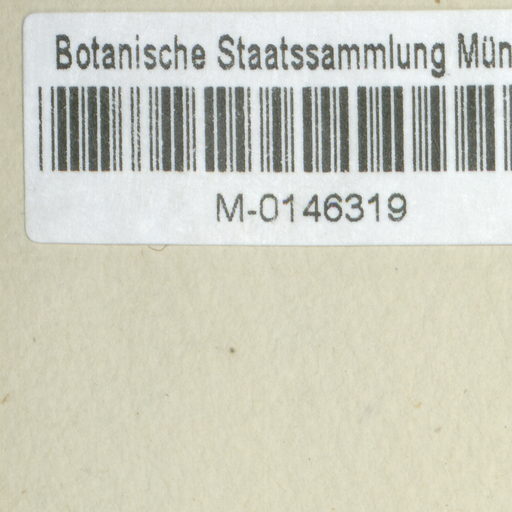 Botanische Staatssammlung Mün
M-0146319